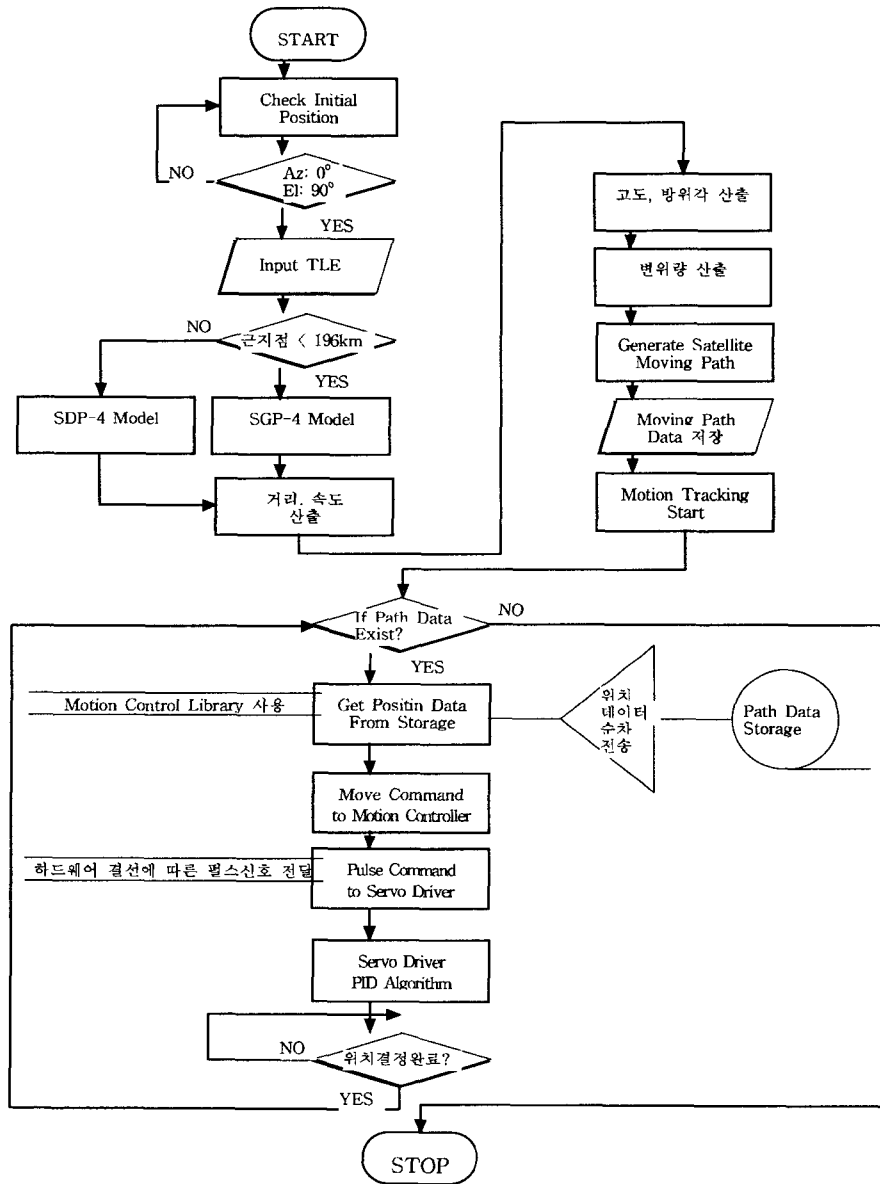 START
Check Initial
Position
NO
Az: 0°
El: 90°
YES
Input TLE
NO
근지점 < 196km
YES
SDP-4 Model
SGP-4 Model
거리, 속도
산출
고도, 방위각 산출
변위량 산출
Generate Satellite
Moving Path
Moving Path
Data 저장
Motion Tracking
Start
If Path Data
Exist?
NO
YES
Motion Control Library 사용
Get Positin Data
From Storage
위치
데이터
순차
전송
Path Data
Storage
Move Command
to Motion Controller
하드웨어 결선에 따른 펄스신호 전달
Pulse Command
to Servo Driver
Servo Driver
PID Algorithm
NO
위치결정완료?
YES
STOP